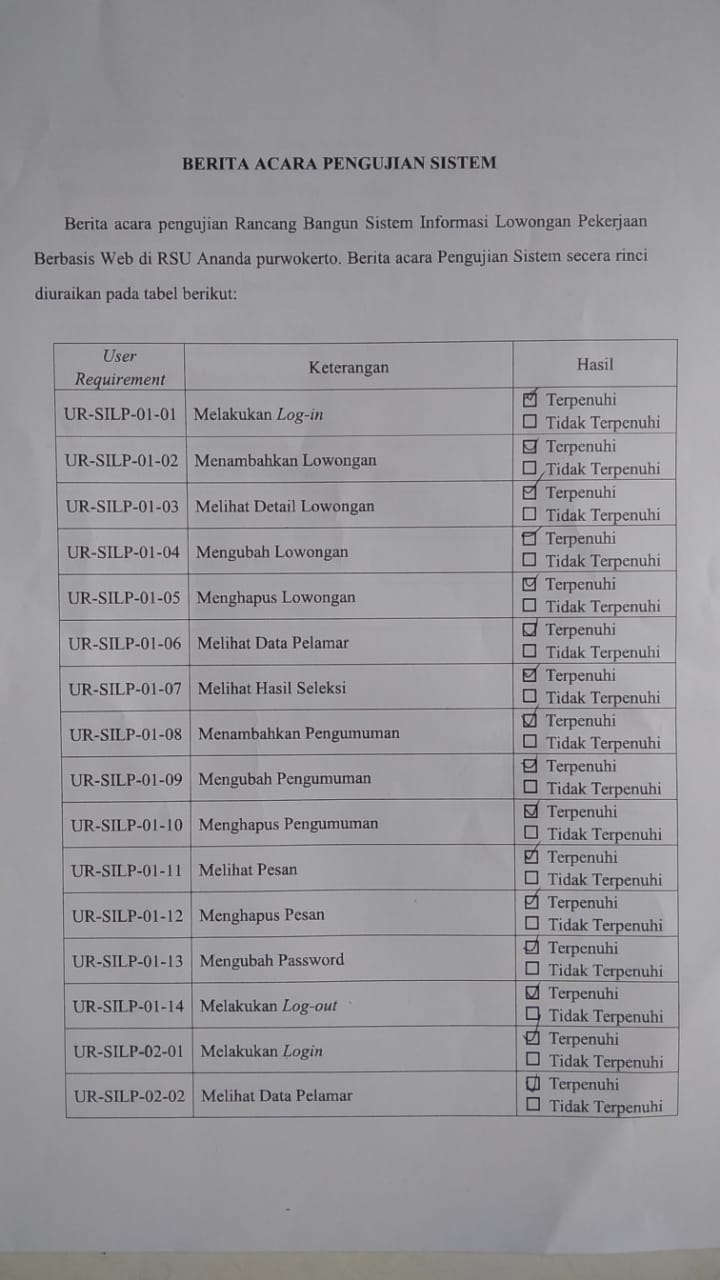 BERITA ACARA PENGUJIAN SISTEM
Berita acara pengujian Rancang Bangun Sistem Informasi Lowongan Pekerjaan
Berbasis Web di RSU Ananda purwokerto. Berita acara Pengujian Sistem secera rinci
diuraikan pada tabel berikut:
User
Requirement
Keterangan
Hasil
UR-SILP-01-01 Melakukan Log-in
☑ Terpenuhi
☐ Tidak Terpenuhi
UR-SILP-01-02 Menambahkan Lowongan
☑ Terpenuhi
☐ Tidak Terpenuhi
UR-SILP-01-03 Melihat Detail Lowongan
☑ Terpenuhi
☐ Tidak Terpenuhi
UR-SILP-01-04 Mengubah Lowongan
☑ Terpenuhi
☐ Tidak Terpenuhi
UR-SILP-01-05 Menghapus Lowongan
☑ Terpenuhi
☐ Tidak Terpenuhi
UR-SILP-01-06 Melihat Data Pelamar
☑ Terpenuhi
☐ Tidak Terpenuhi
UR-SILP-01-07 Melihat Hasil Seleksi
☑ Terpenuhi
☐ Tidak Terpenuhi
UR-SILP-01-08 Menambahkan Pengumuman
☑ Terpenuhi
☐ Tidak Terpenuhi
UR-SILP-01-09 Mengubah Pengumuman
☑ Terpenuhi
☐ Tidak Terpenuhi
UR-SILP-01-10 Menghapus Pengumuman
☑ Terpenuhi
☐ Tidak Terpenuhi
UR-SILP-01-11 Melihat Pesan
☑ Terpenuhi
☐ Tidak Terpenuhi
UR-SILP-01-12 Menghapus Pesan
☑ Terpenuhi
☐ Tidak Terpenuhi
UR-SILP-01-13 Mengubah Password
☑ Terpenuhi
☐ Tidak Terpenuhi
UR-SILP-01-14 Melakukan Log-out
☑ Terpenuhi
☐ Tidak Terpenuhi
UR-SILP-02-01 Melakukan Login
☑ Terpenuhi
☐ Tidak Terpenuhi
UR-SILP-02-02 Melihat Data Pelamar
☑ Terpenuhi
☐ Tidak Terpenuhi